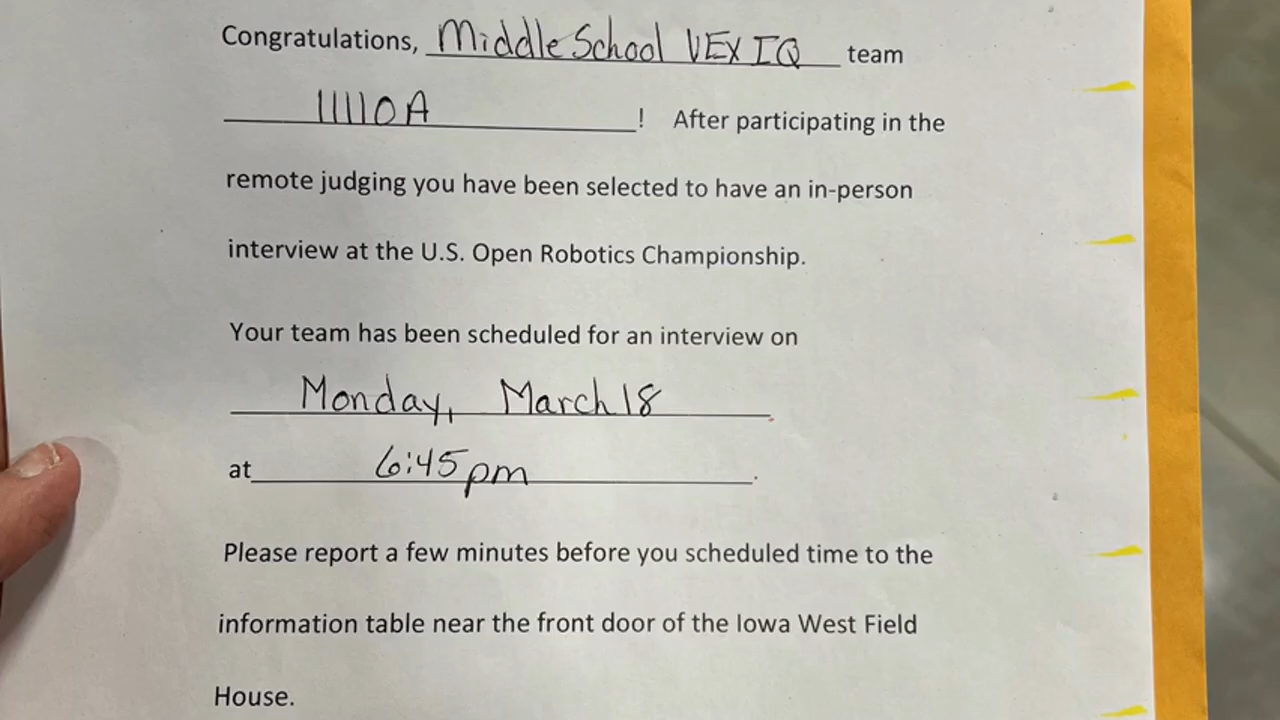 Congratulations, Middle School VEX IQ team
11110A! After participating in the
remote judging you have been selected to have an in-person
interview at the U.S. Open Robotics Championship.
Your team has been scheduled for an interview on
Monday, March 18.
at 6:45pm.
Please report a few minutes before you scheduled time to the
information table near the front door of the Iowa West Field
House.